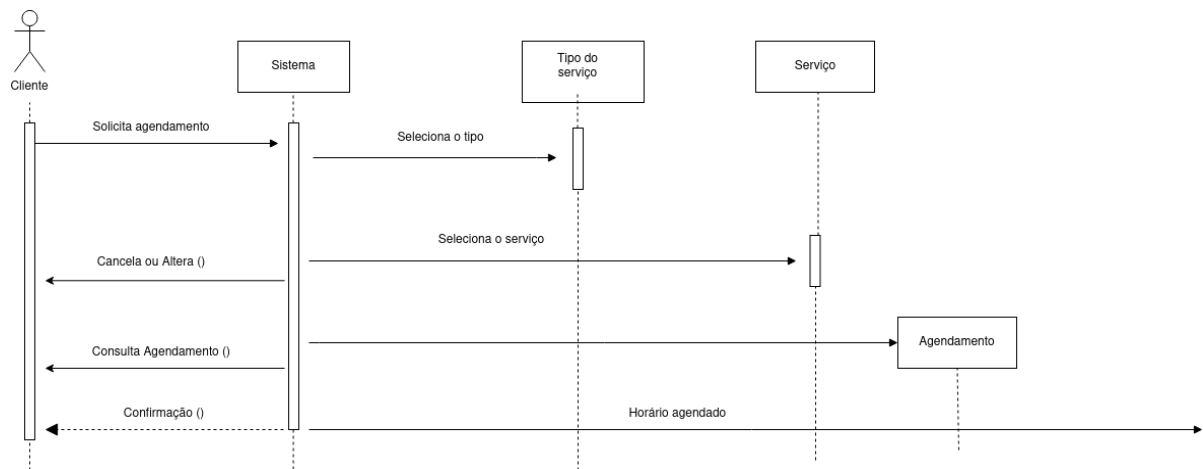 Cliente
Sistema
Tipo do
serviço
Serviço
Solicita agendamento
Seleciona o tipo
Seleciona o serviço
Cancela ou Altera ()
Agendamento
Consulta Agendamento ()
Confirmação ()
Horário agendado